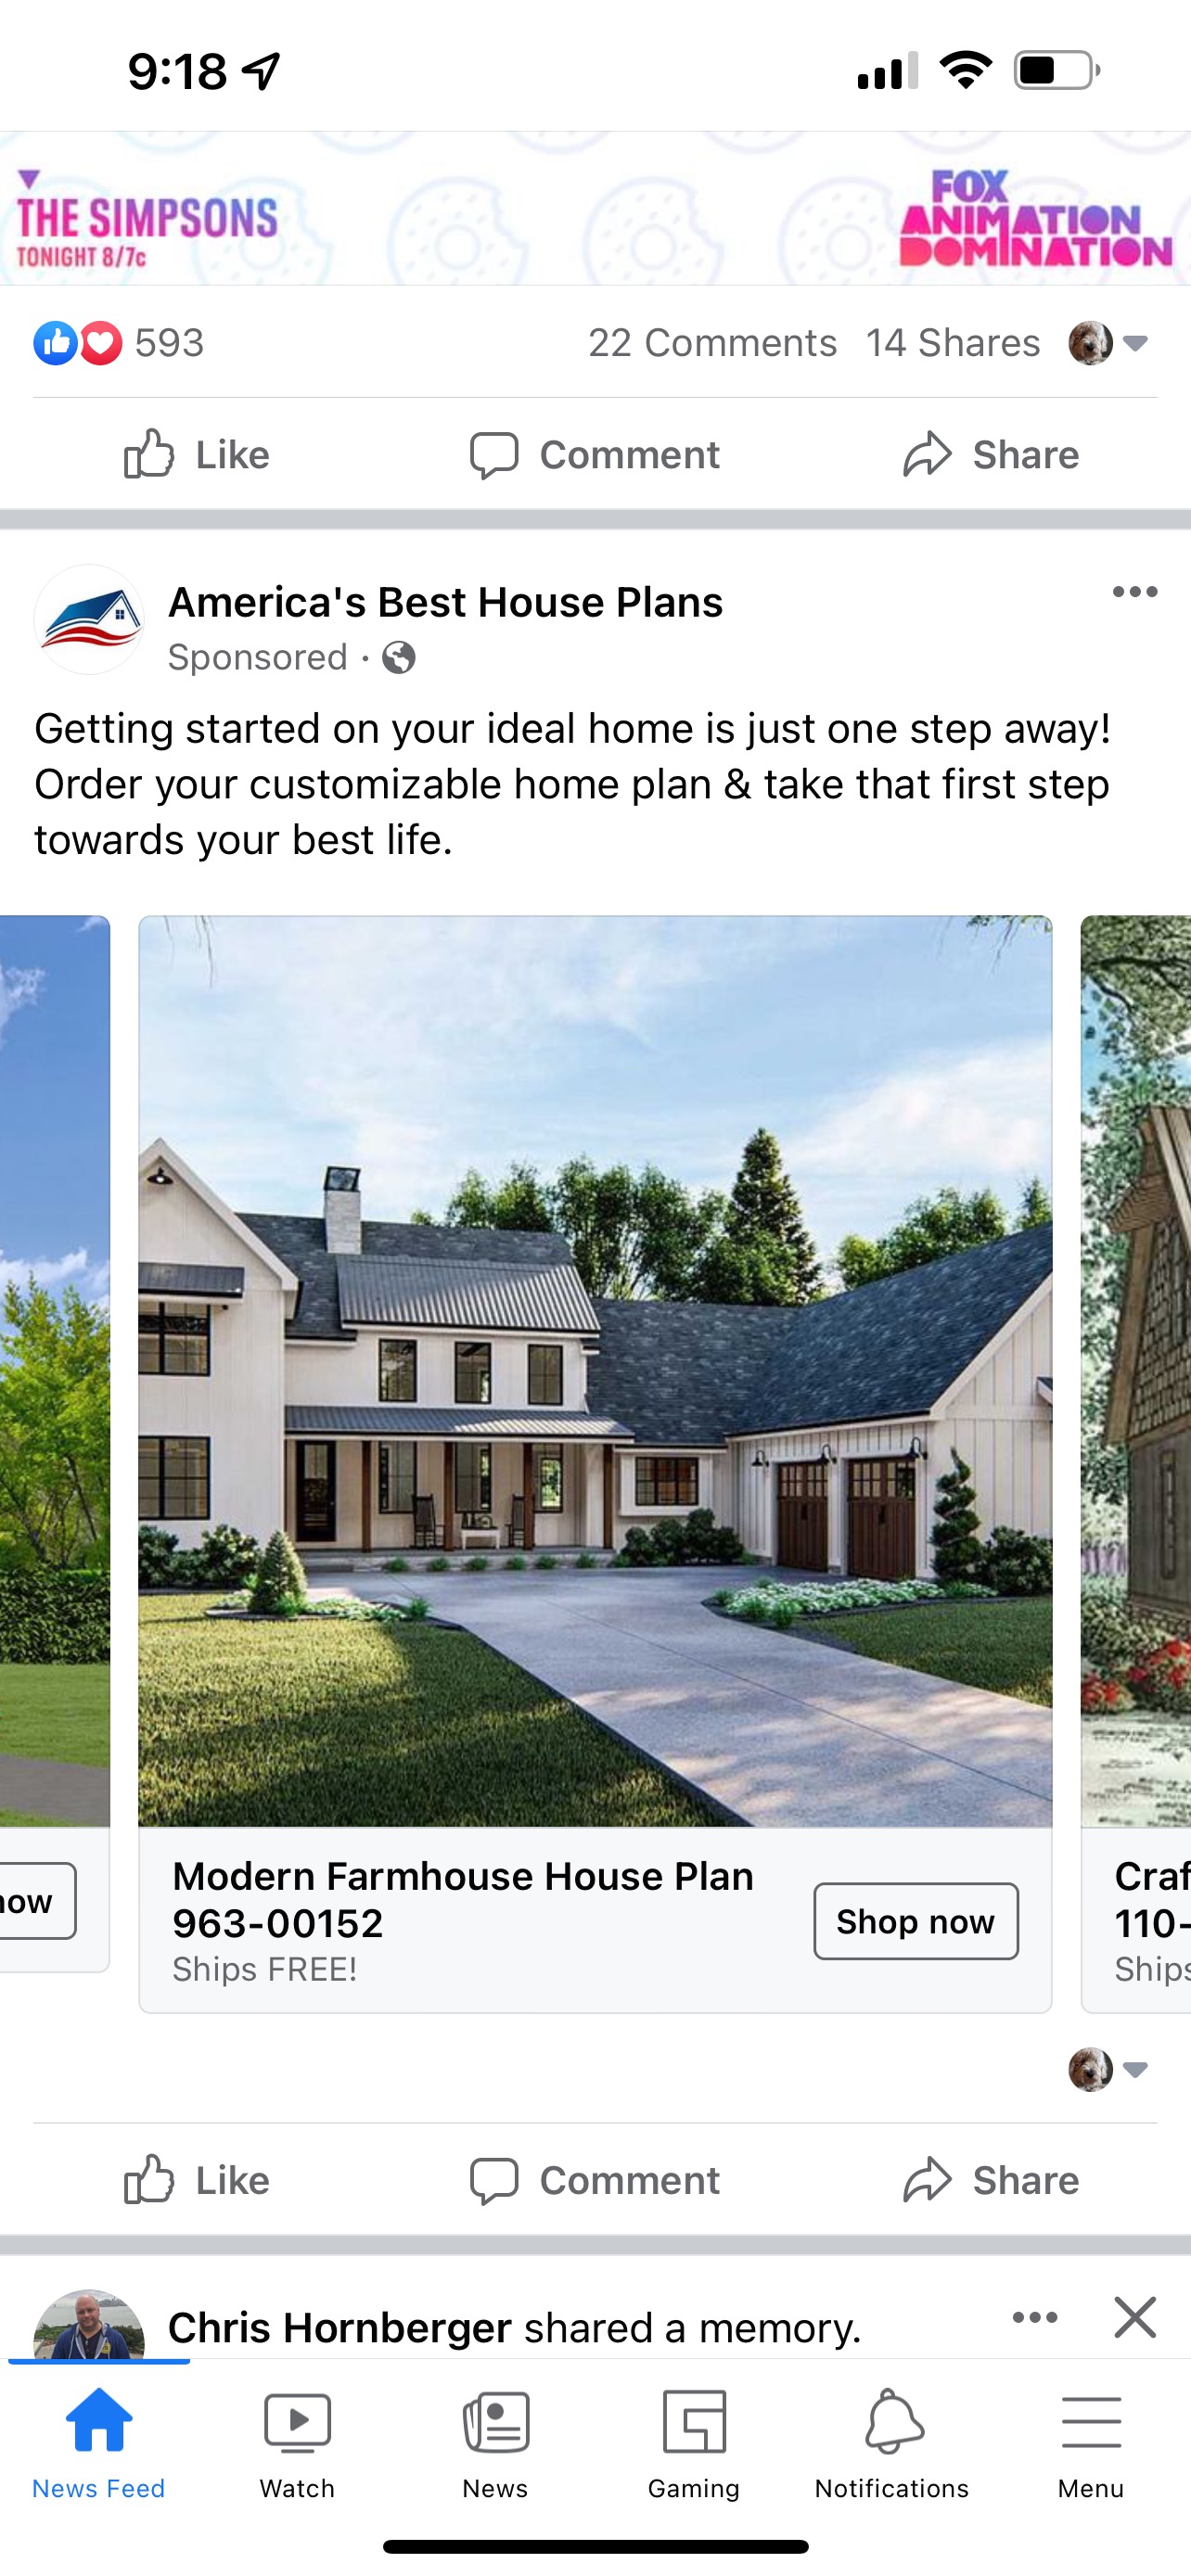 9:18
THE SIMPSONS
TONIGHT 8/7c
FOX
ANIMATION
DOMINATION
593
22 Comments 14 Shares
Like
Comment
Share
America's Best House Plans
Sponsored ·
Getting started on your ideal home is just one step away!
Order your customizable home plan & take that first step
towards your best life.
now
Modern Farmhouse House Plan
963-00152
Ships FREE!
Shop now
Craf
110-
Ships
Like
Comment
Share
Chris Hornberger shared a memory.
News Feed
Watch
News
Gaming
Notifications
Menu